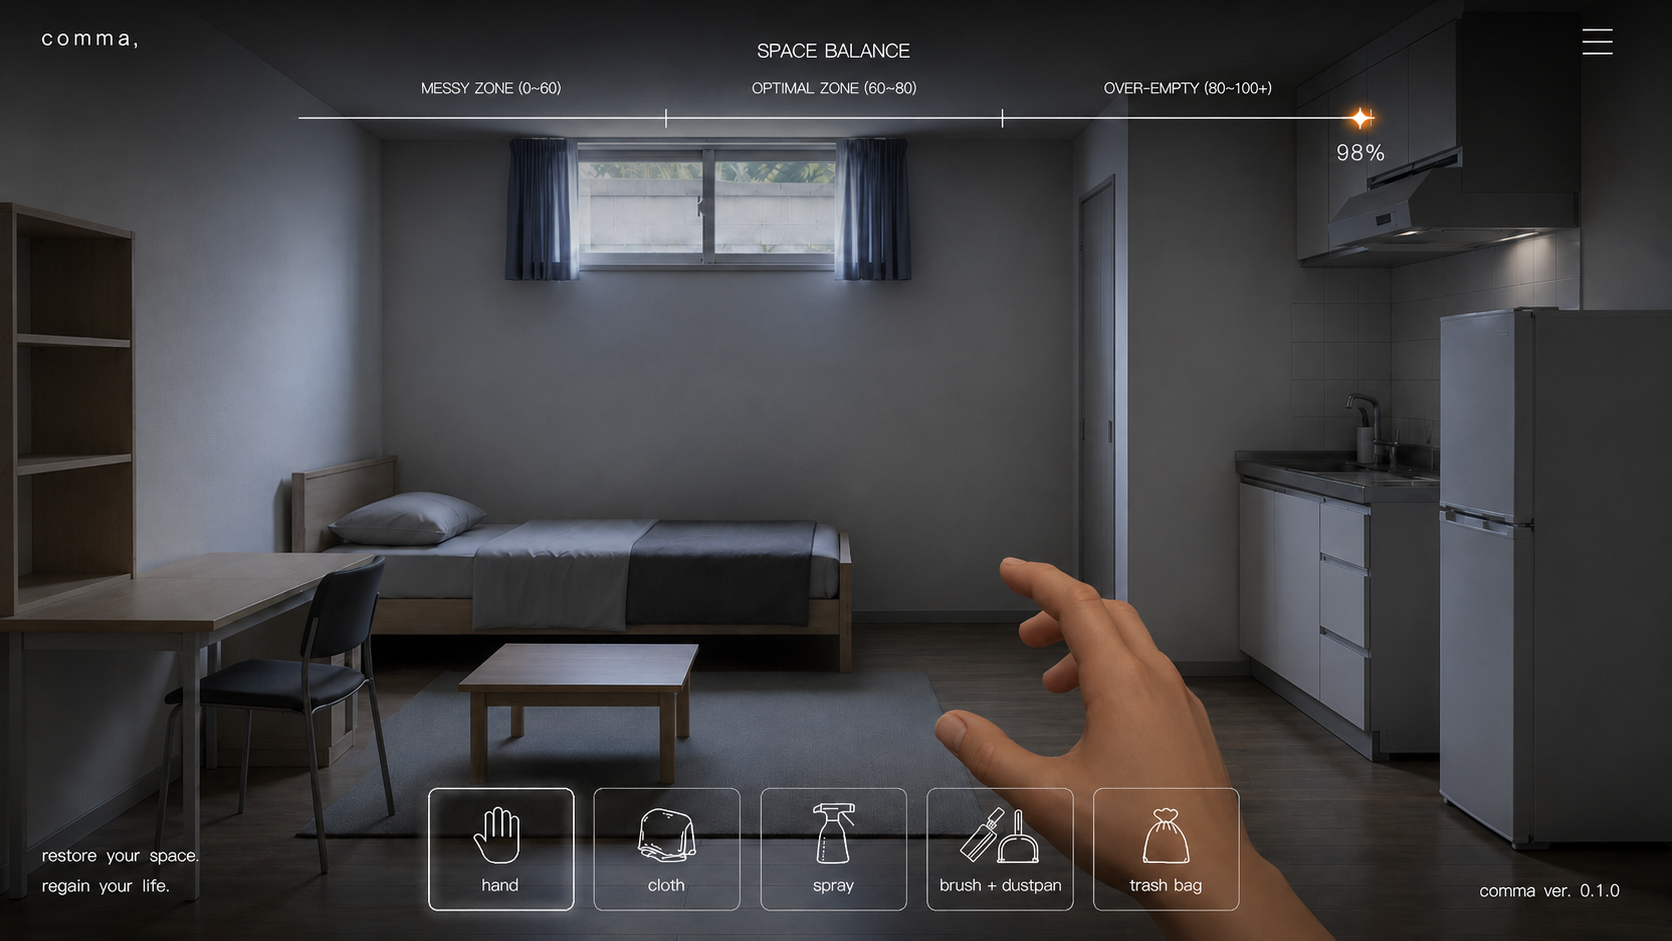 comma,
SPACE BALANCE
MESSY ZONE (0~60)
OPTIMAL ZONE (60~80)
OVER-EMPTY (80~100+)
98%
hand
cloth
spray
brush + dustpan
trash bag
restore your space.
regain your life.
comma ver. 0.1.0